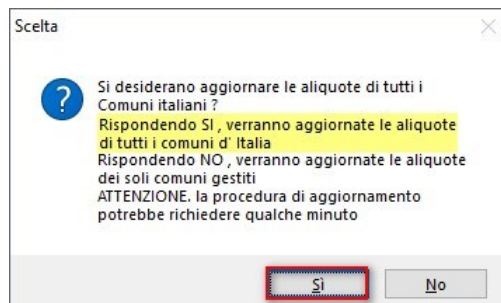 Scelta
Si desiderano aggiornare le aliquote di tutti i
Comuni italiani ?
Rispondendo SI , verranno aggiornate le aliquote
di tutti i comuni d' Italia
Rispondendo NO , verranno aggiornate le aliquote
dei soli comuni gestiti
ATTENZIONE. la procedura di aggiornamento
potrebbe richiedere qualche minuto
Sì No